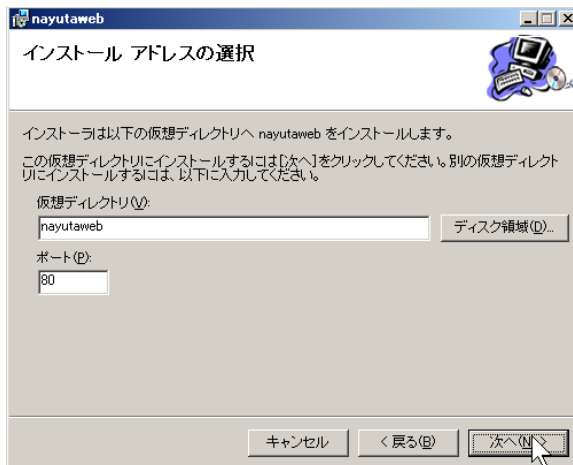 nayutaweb
インストール アドレスの選択
インストーラは以下の仮想ディレクトリへ nayutaweb をインストールします。
この仮想ディレクトリにインストールするには[次へ]をクリックしてください。別の仮想ディレクト
リにインストールするには、以下に入力してください。
仮想ディレクトリ(V):
nayutaweb
ディスク領域(D)...
ポート(P):
80
キャンセル
< 戻る(B)
次へ(N) >